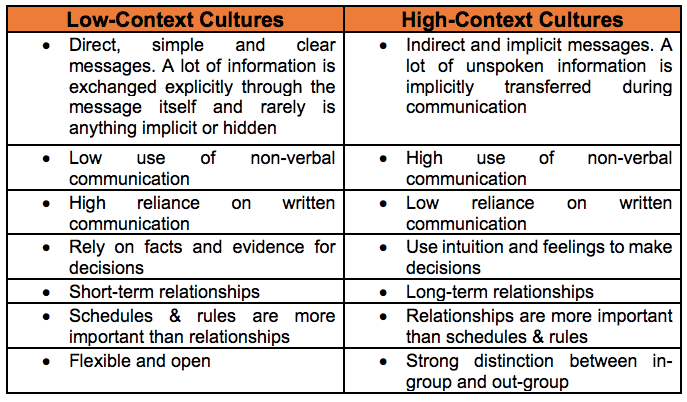 Low-Context Cultures
High-Context Cultures
• Direct, simple and clear
messages. A lot of information is
exchanged explicitly through the
message itself and rarely is
anything implicit or hidden
• Indirect and implicit messages. A
lot of unspoken information is
implicitly transferred during
communication
• Low use of non-verbal
communication
• High use of non-verbal
communication
• High reliance on written
communication
• Low reliance on written
communication
• Rely on facts and evidence for
decisions
• Use intuition and feelings to make
decisions
• Short-term relationships
• Long-term relationships
• Schedules & rules are more
important than relationships
• Relationships are more important
than schedules & rules
• Flexible and open
• Strong distinction between in-
group and out-group